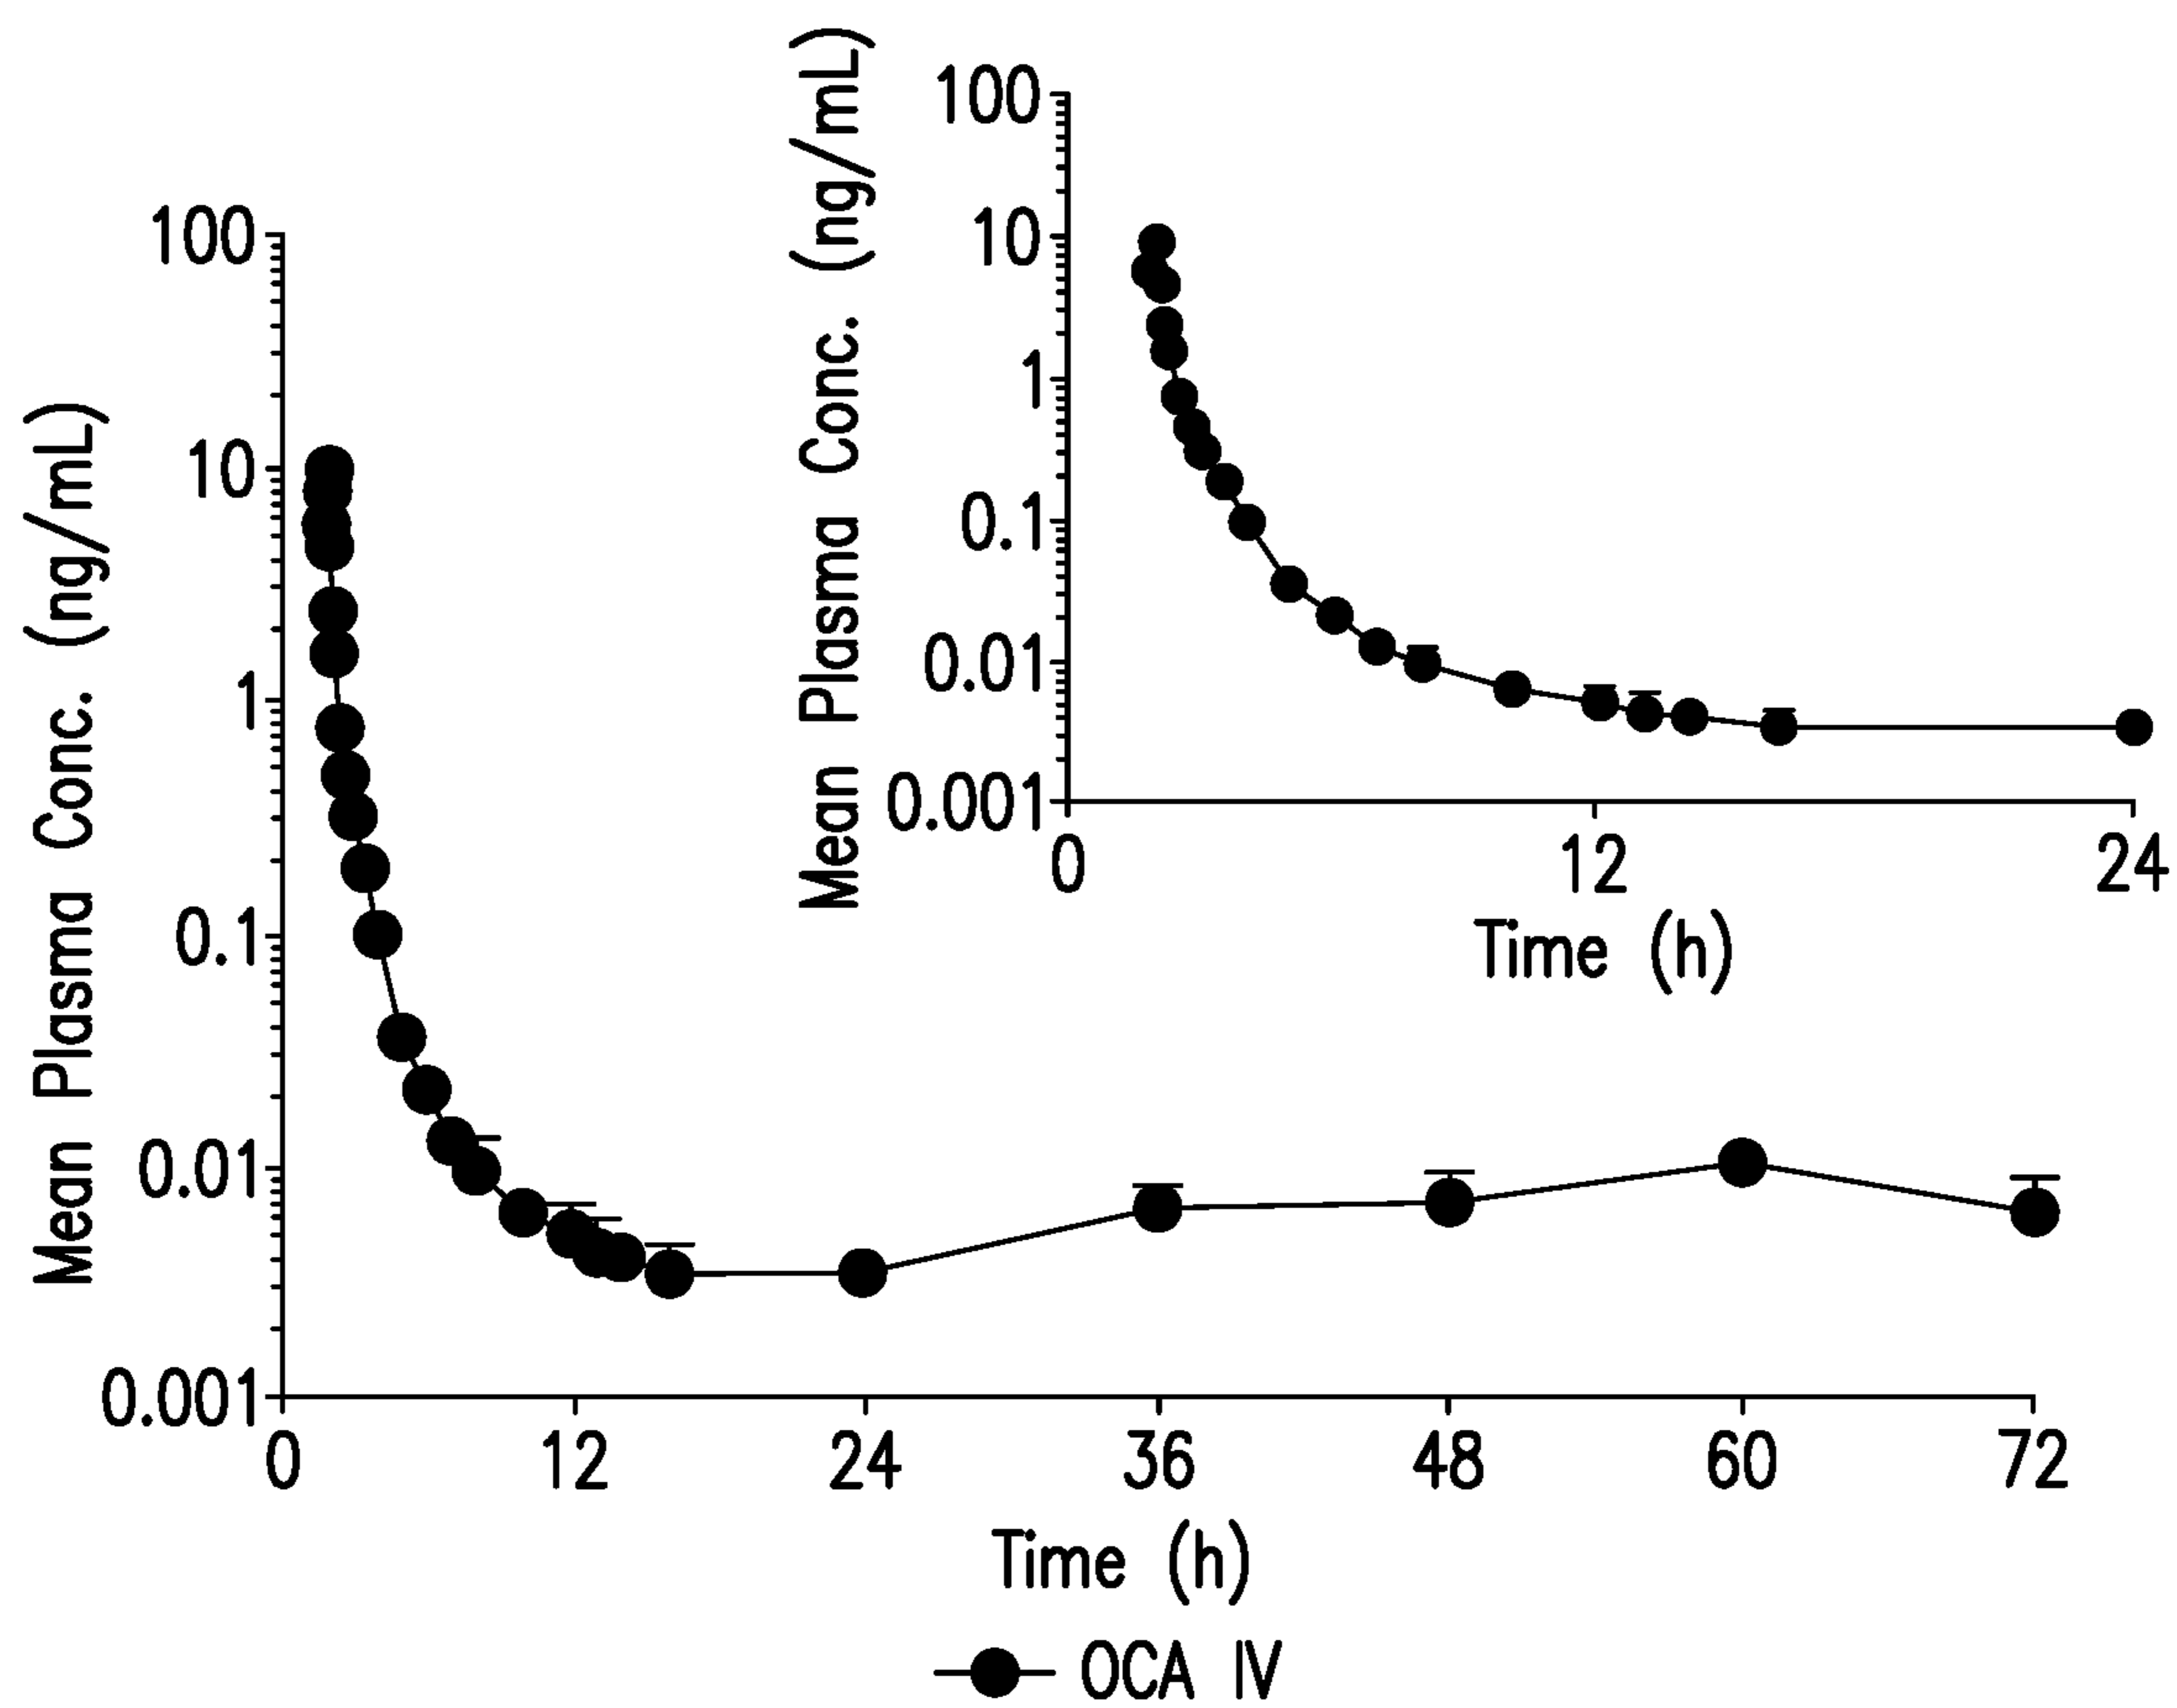 Mean Plasma Conc. (ng/mL)
100
10
1
0.1
0.01
0.001
0 12 24
Time (h)
Mean Plasma Conc. (ng/mL)
100
10
1
0.1
0.01
0.001
0 12 24 36 48 60 72
Time (h)
OCA IV